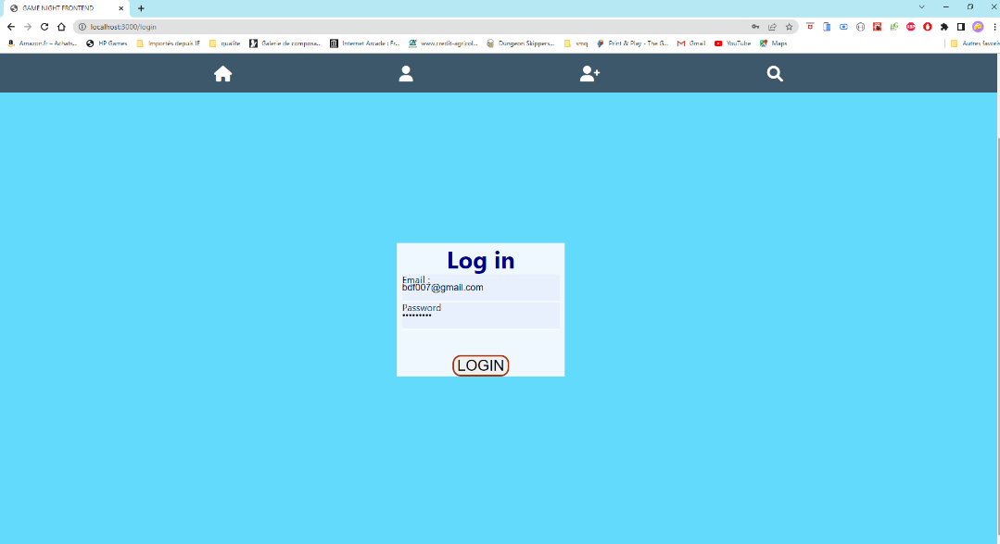 GAME NIGHT FRONTEND
localhost:3000/login
Amazon.fr – Achats... HP Games Importés depuis IE qualite Galerie de composa... Internet Arcade : Fr... www.credit-agricol... Dungeon Skippers... smq Print & Play - The G... Gmail YouTube Maps Autres favoris
Log in
Email :
bdf007@gmail.com
Password
LOGIN